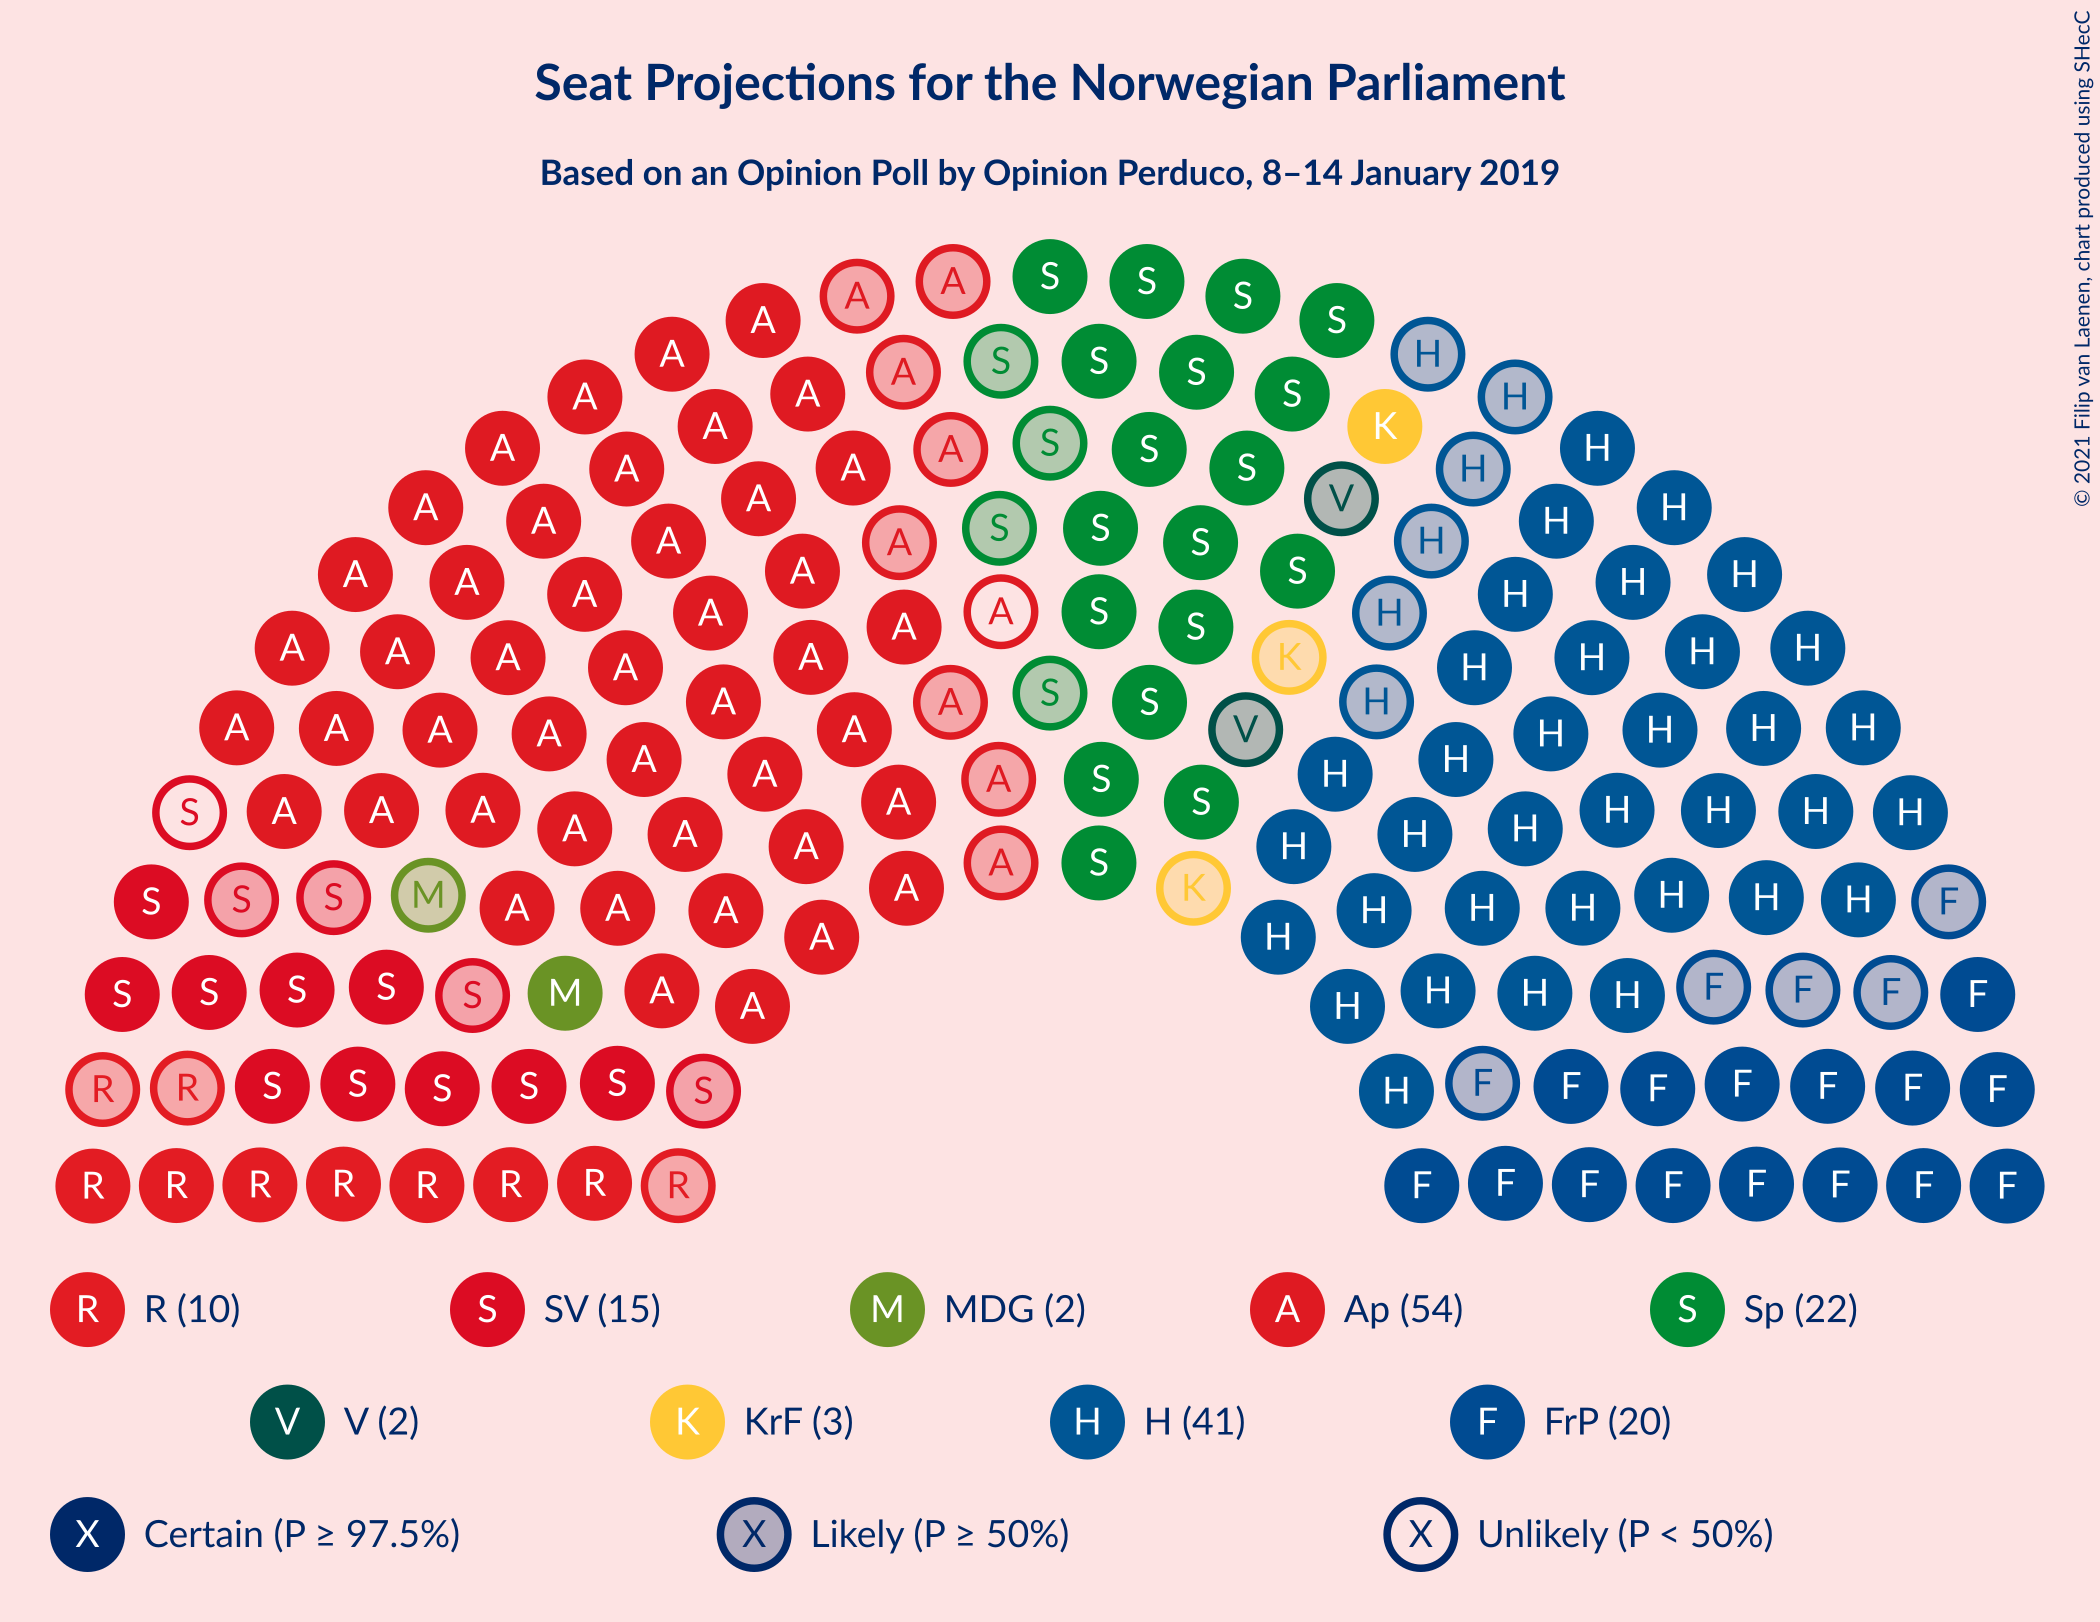 Seat Projections for the Norwegian Parliament
Based on an Opinion Poll by Opinion Perduco, 8–14 January 2019
© 2021 Filip van Laenen, chart produced using SHecC
A A S S S S
A A H H
A A S S S S K H
A A A S S S V H H
A A A A S S S S H H H
A A A A A S S K H H H
A A A A A A S S V H H H H H
A A A A A A S S H H H H H H
S A A A A A A A S K H H H H H H H
S S S M A A A A H H H H H H H F
S S S S S M A A H H H H F F F F
R R S S S S S S H F F F F F F F
R R R R R R R R F F F F F F F F
R R (10) S SV (15) M MDG (2) A Ap (54) S Sp (22)
V V (2) K KrF (3) H H (41) F FrP (20)
X Certain (P ≥ 97.5%) X Likely (P ≥ 50%) X Unlikely (P < 50%)